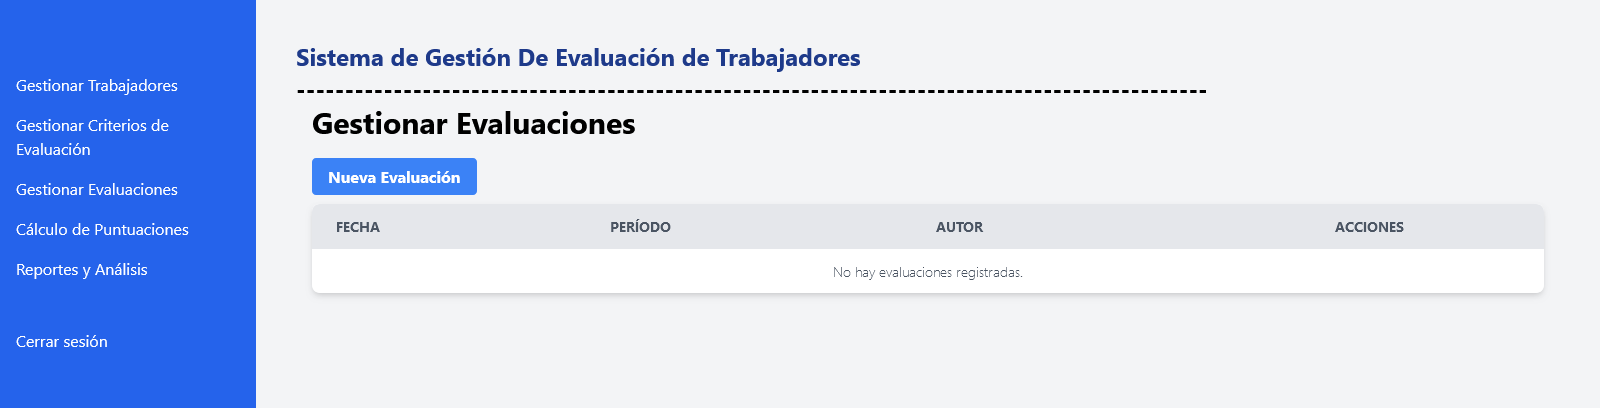 Sistema de Gestión De Evaluación de Trabajadores
Gestionar Trabajadores
Gestionar Criterios de
Evaluación
Gestionar Evaluaciones
Cálculo de Puntuaciones
Reportes y Análisis
Cerrar sesión
Gestionar Evaluaciones
Nueva Evaluación
FECHA PERÍODO AUTOR ACCIONES
No hay evaluaciones registradas.